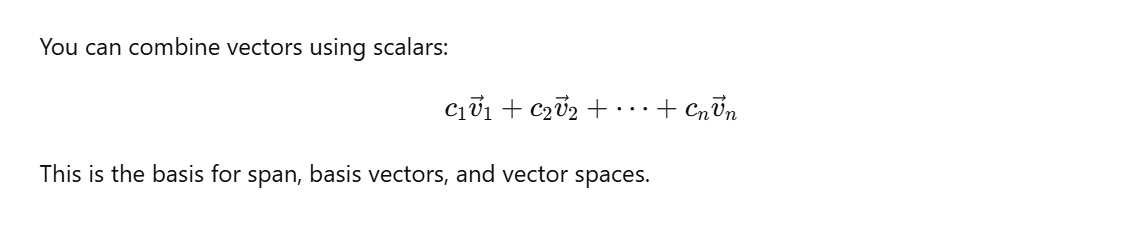 You can combine vectors using scalars:
c₁v⃗₁ + c₂v⃗₂ + ⋯ + cₙv⃗ₙ
This is the basis for span, basis vectors, and vector spaces.